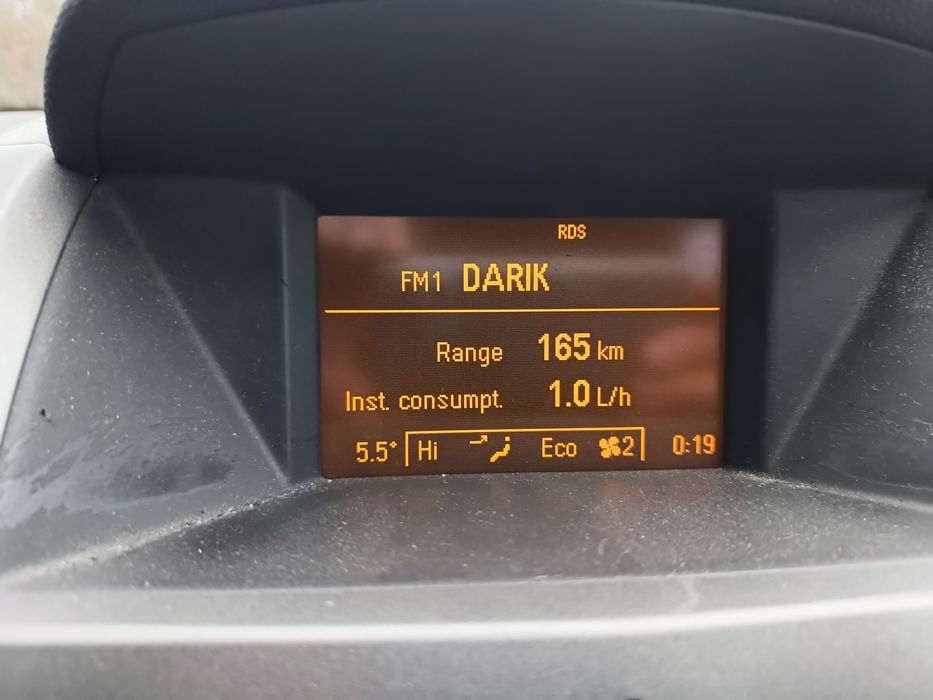 RDS
FM1 DARIK
Range 165 km
Inst. consumpt. 1.0 L/h
5.5° Hi Eco 2 0:19